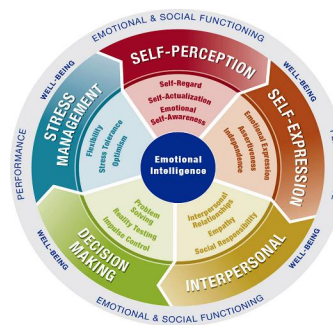 EMOTIONAL & SOCIAL FUNCTIONING
WELL-BEING
WELL-BEING
PERFORMANCE
SELF-PERCEPTION
Self-Regard
Self-Actualization
Emotional
Self-Awareness
SELF-EXPRESSION
Emotional Expression
Assertiveness
Independence
STRESS
MANAGEMENT
Flexibility
Stress Tolerance
Optimism
Emotional
Intelligence
DECISION
MAKING
Problem
Solving
Reality Testing
Impulse Control
INTERPERSONAL
Interpersonal
Relationships
Empathy
Social Responsibility
WELL-BEING
WELL-BEING
EMOTIONAL & SOCIAL FUNCTIONING